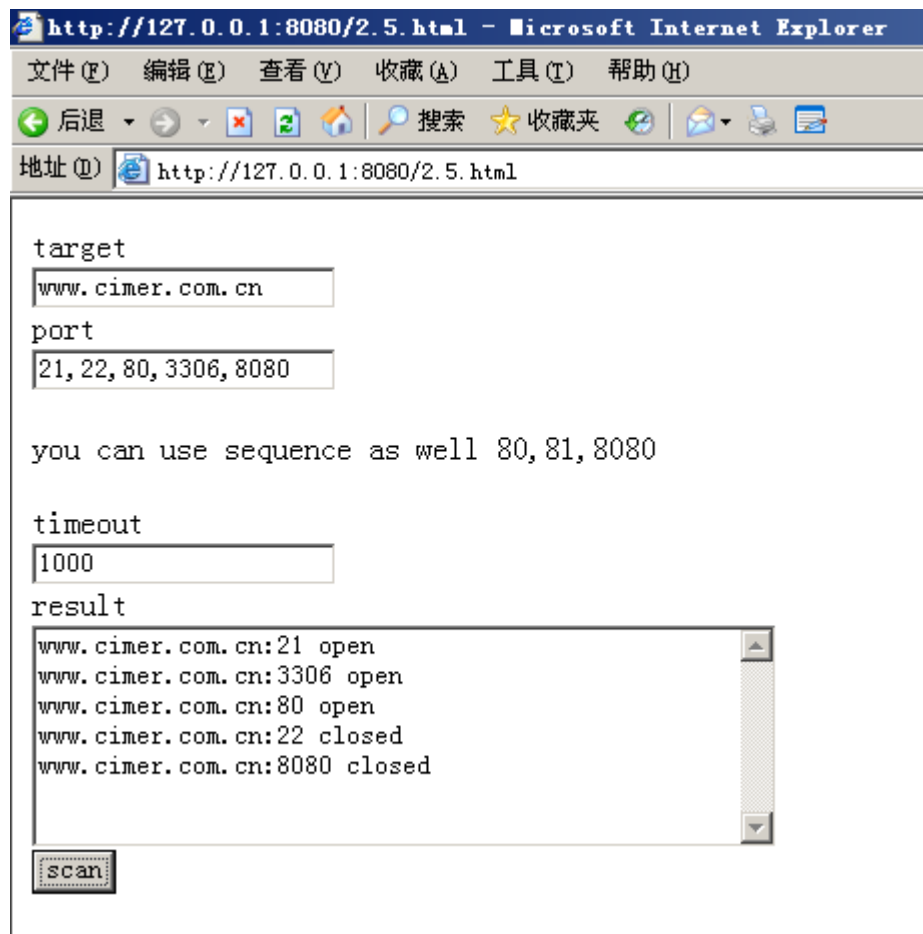 http://127.0.0.1:8080/2.5.html - Microsoft Internet Explorer
文件(F) 编辑(E) 查看(V) 收藏(A) 工具(T) 帮助(H)
后退 搜索 收藏夹
地址(D) http://127.0.0.1:8080/2.5.html
target
www.cimer.com.cn
port
21,22,80,3306,8080
you can use sequence as well 80,81,8080
timeout
1000
result
www.cimer.com.cn:21 open
www.cimer.com.cn:3306 open
www.cimer.com.cn:80 open
www.cimer.com.cn:22 closed
www.cimer.com.cn:8080 closed
scan